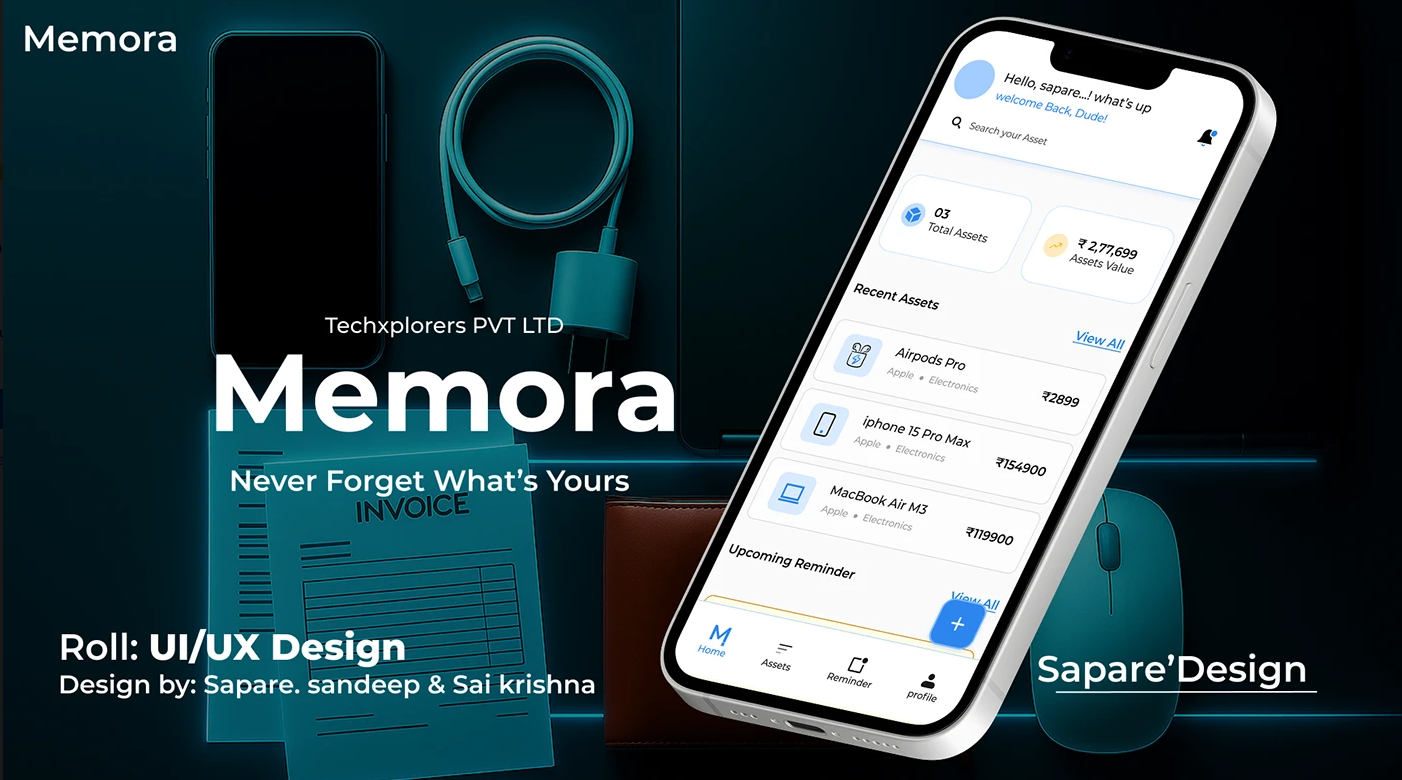 Memora
Techxplorers PVT LTD
Memora
Never Forget What's Yours
INVOICE
Roll: UI/UX Design
Design by: Sapare. sandeep & Sai krishna
Hello, sapare...! what's up
welcome Back, Dude!
Search your Asset
03
Total Assets
₹ 2,77,699
Assets Value
Recent Assets
View All
Airpods Pro
Apple • Electronics
₹2899
iphone 15 Pro Max
Apple • Electronics
₹154900
MacBook Air M3
Apple • Electronics
₹119900
Upcoming Reminder
View All
+
Home
Assets
Reminder
profile
Sapare'Design